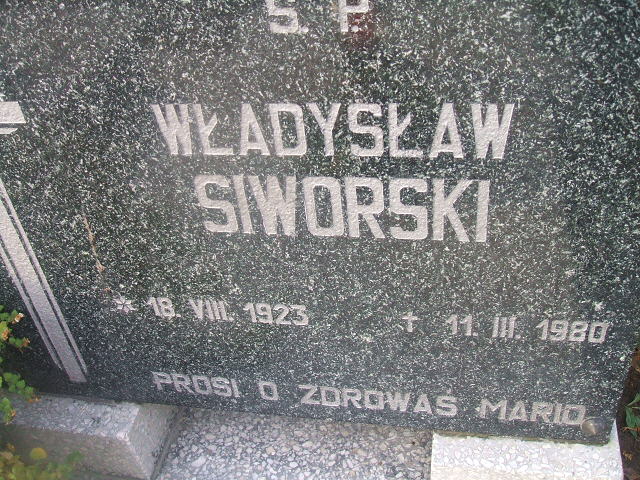 Ś. P.
WŁADYSŁAW
SIWORSKI
* 18. VIII. 1923 † 11. III. 1980
PROSI O ZDROWAŚ MARIO